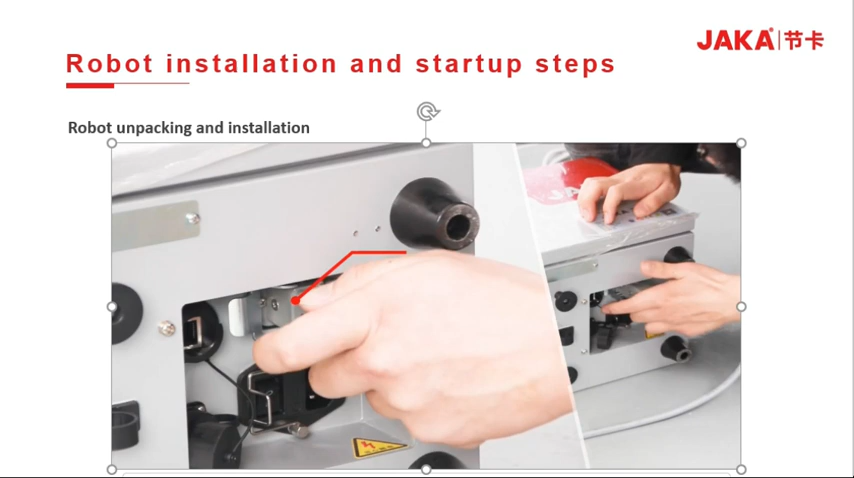 JAKA 节卡
Robot installation and startup steps
Robot unpacking and installation